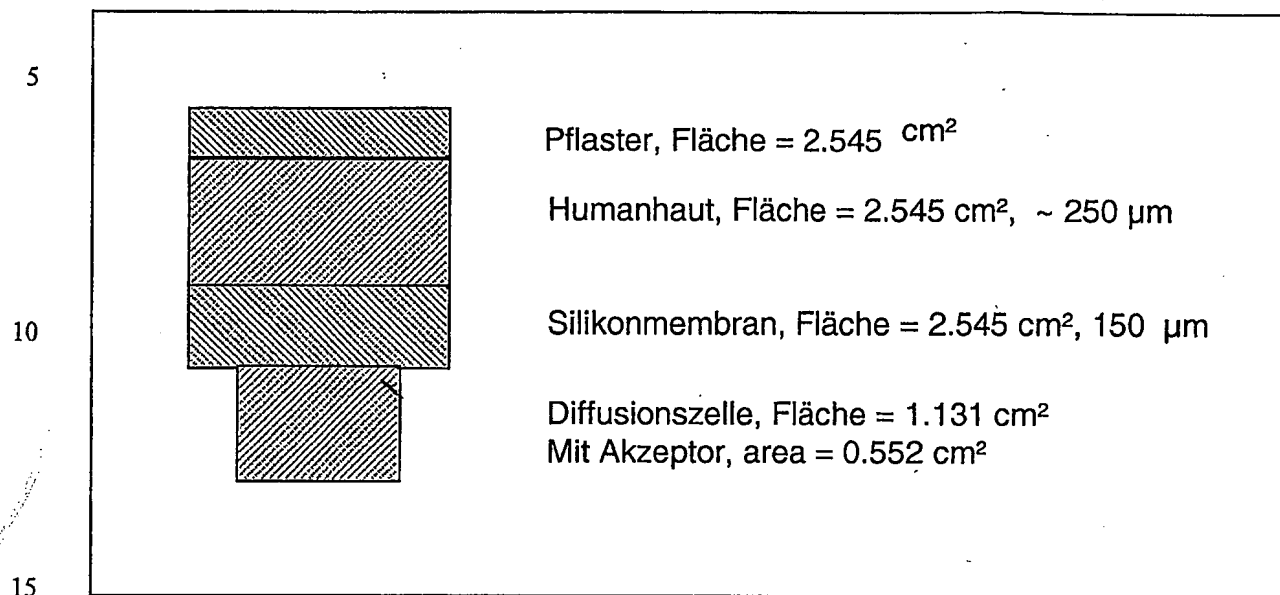 5
Pflaster, Fläche = 2.545 cm²
Humanhaut, Fläche = 2.545 cm², ~ 250 µm
10
Silikonmembran, Fläche = 2.545 cm², 150 µm
Diffusionszelle, Fläche = 1.131 cm²
Mit Akzeptor, area = 0.552 cm²
15